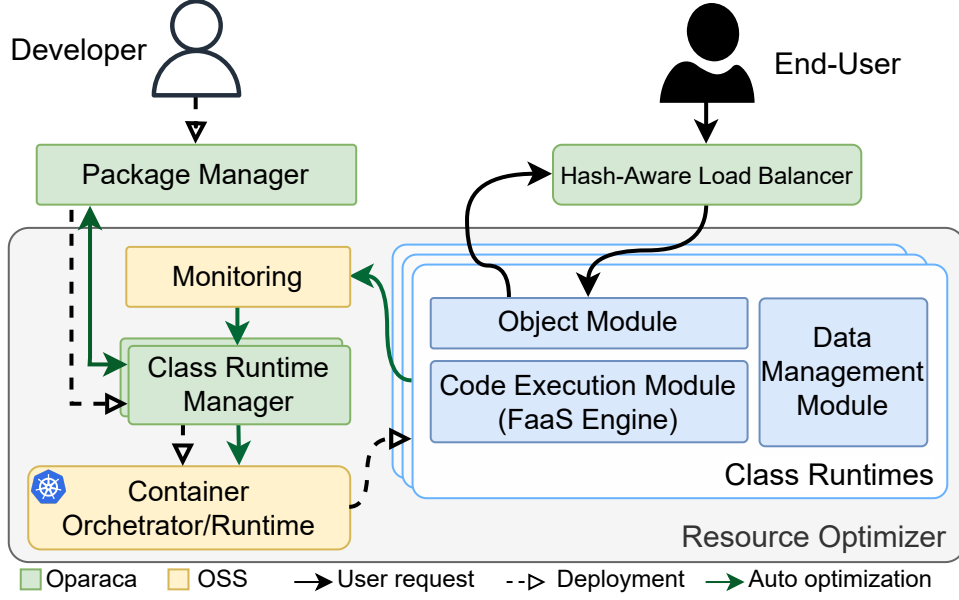 Developer
End-User
Package Manager
Hash-Aware Load Balancer
Monitoring
Object Module
Data
Management
Module
Class Runtime
Manager
Code Execution Module
(FaaS Engine)
Class Runtimes
Container
Orchetrator/Runtime
Resource Optimizer
Oparaca
OSS
User request
Deployment
Auto optimization